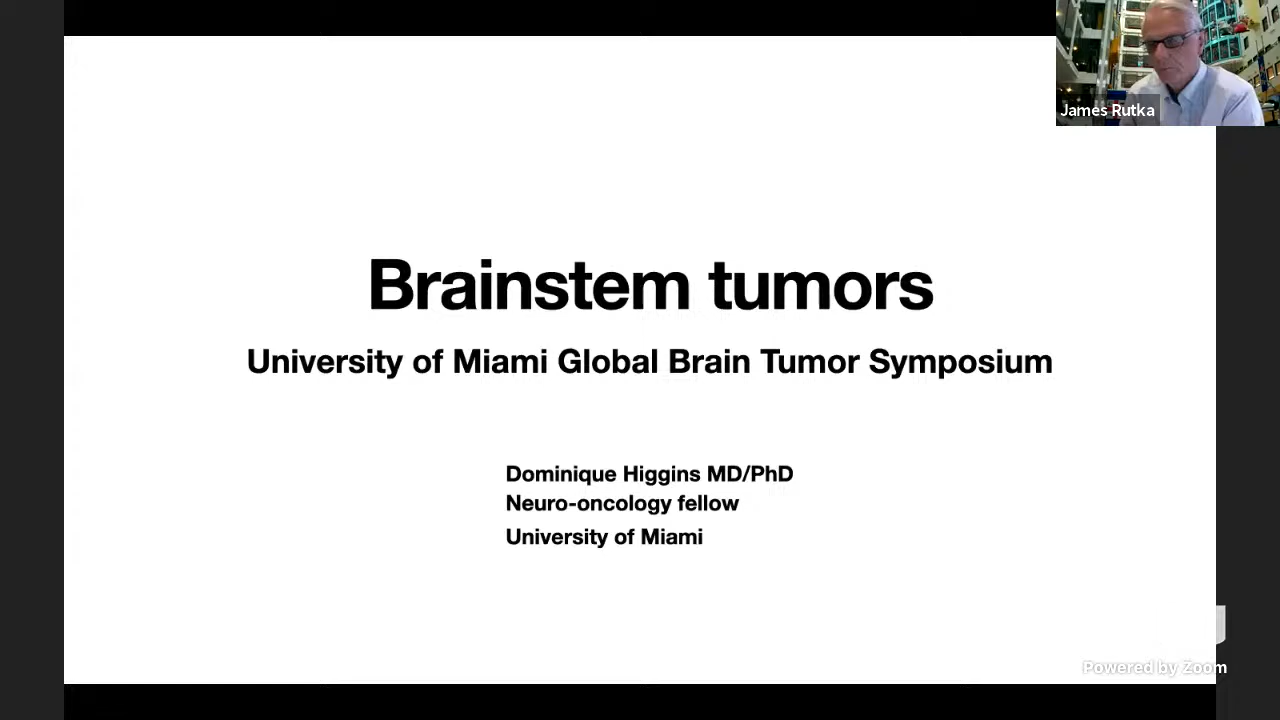 James Rutka
Brainstem tumors
University of Miami Global Brain Tumor Symposium
Dominique Higgins MD/PhD
Neuro-oncology fellow
University of Miami
Powered by Zoom